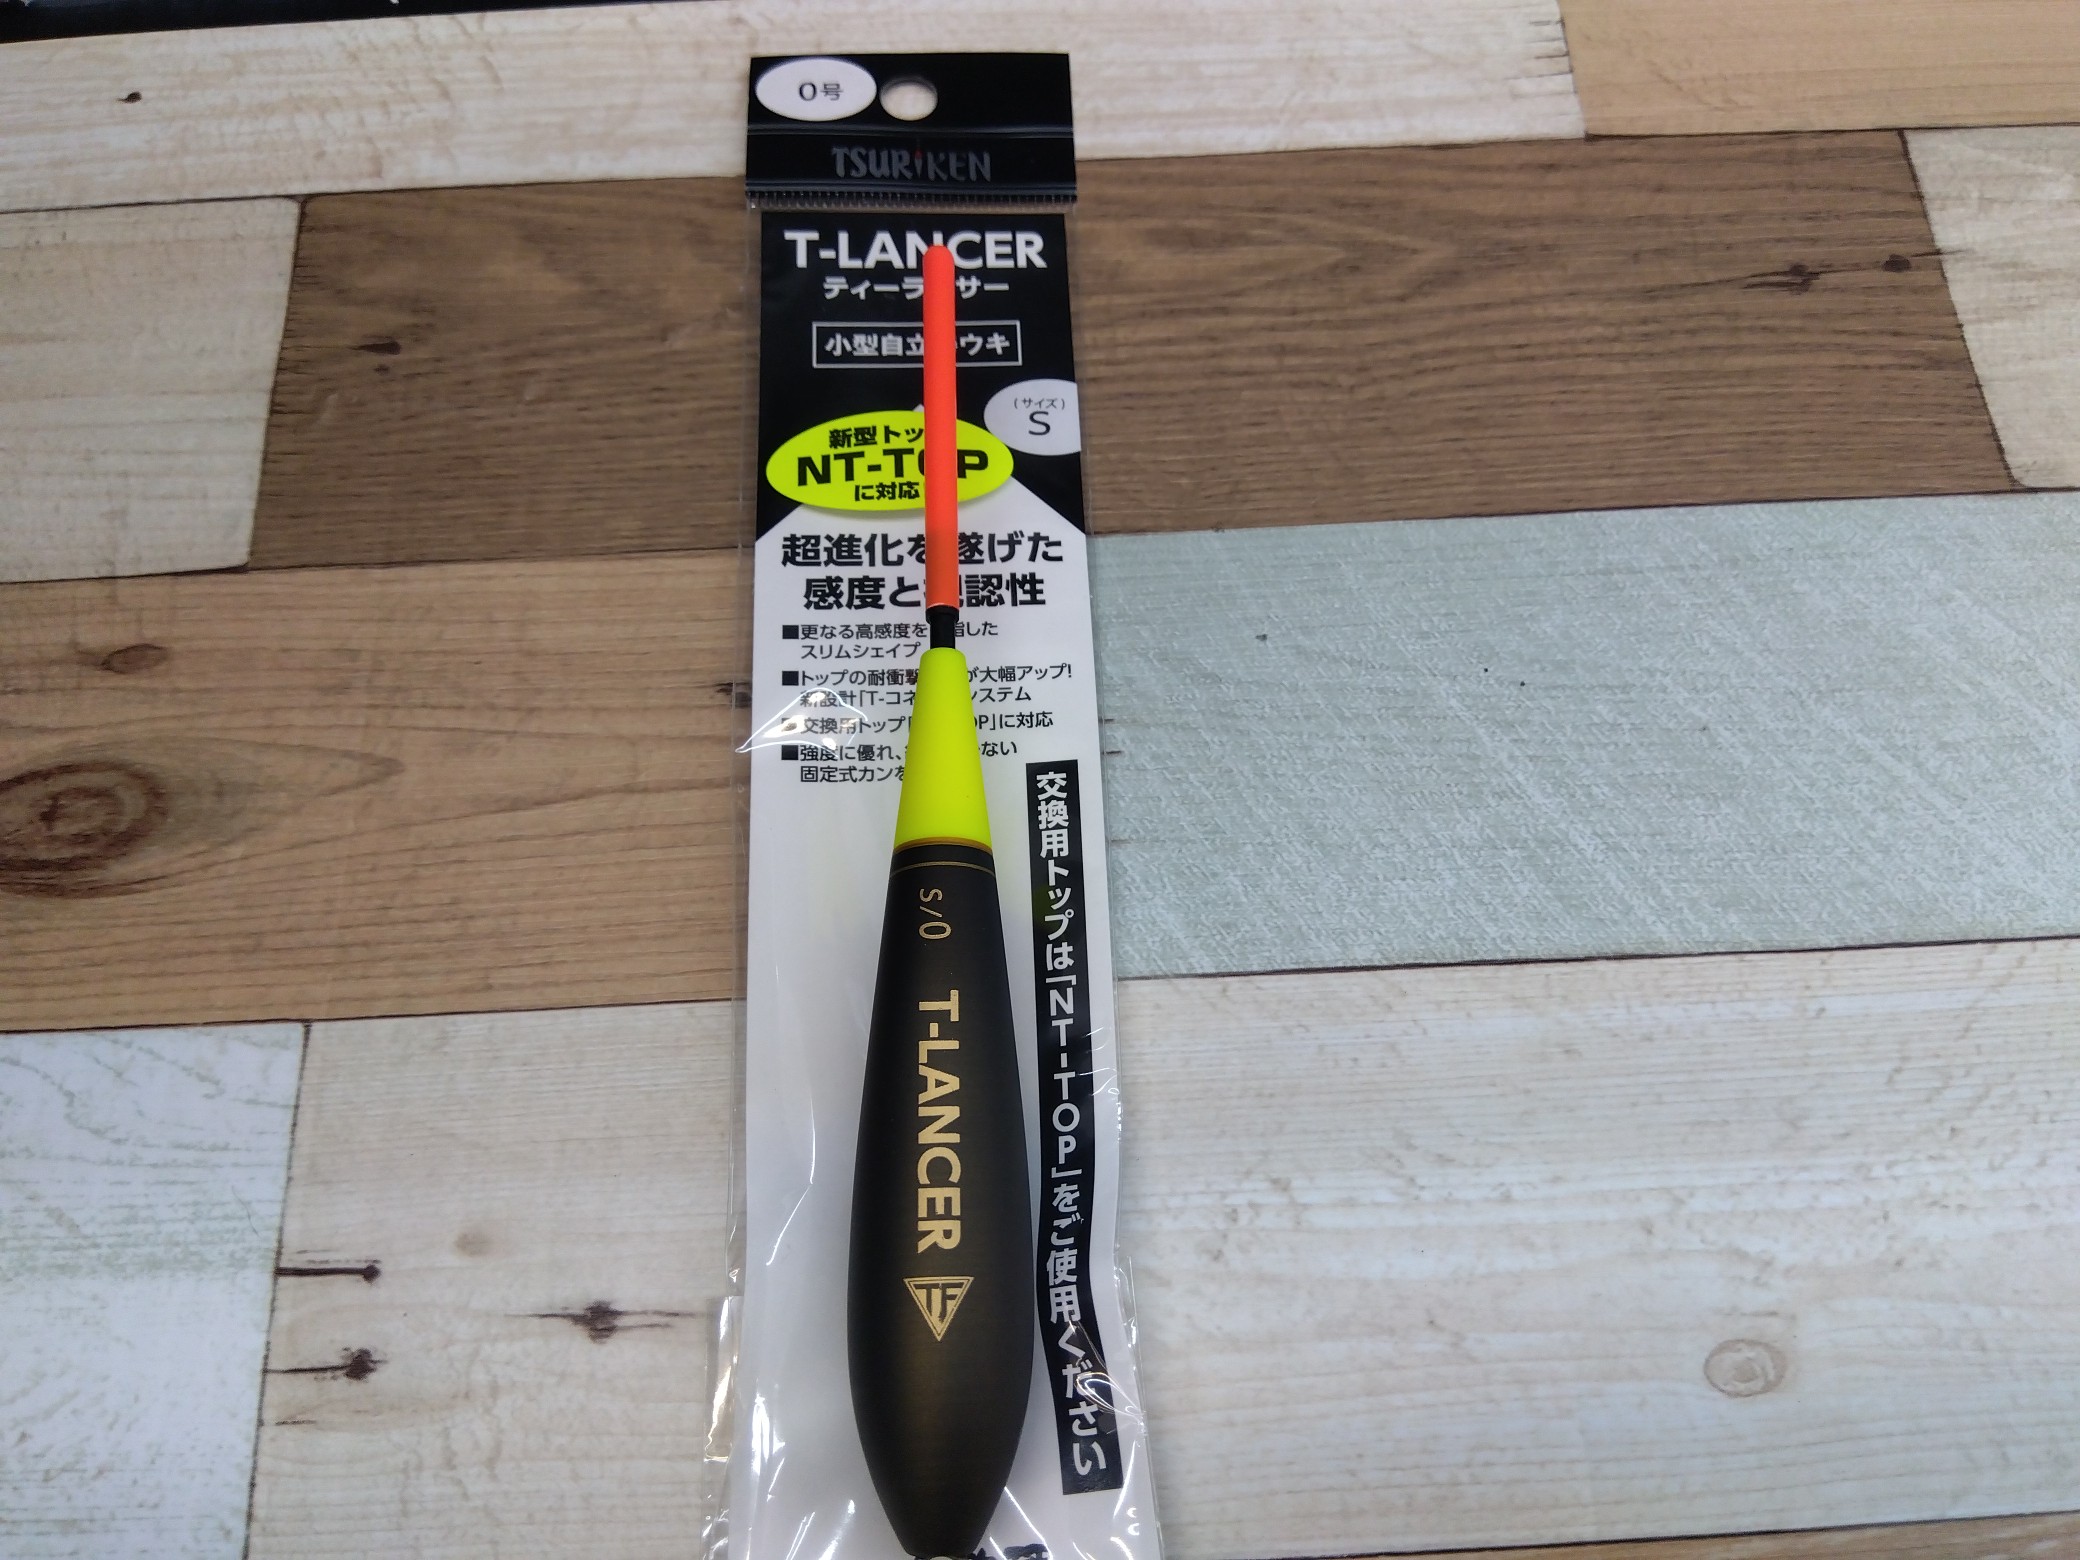 0号
TSURIKEN
T-LANCER
ティーラ サー
小型自立 ウキ
(サイズ)
S
新型トッ
NT-TOP
に対応
超進化を遂げた
感度と 認性
■更なる高感度を 指した
スリムシェイプ
■トップの耐衝撃 が大幅アップ!
新設計「T-コネ システム
■交換用トップ「 OP」に対応
■強度に優れ、 ない
固定式カンを
交換用トップは「NT-TOP」をご使用ください
S/0
T-LANCER
TF